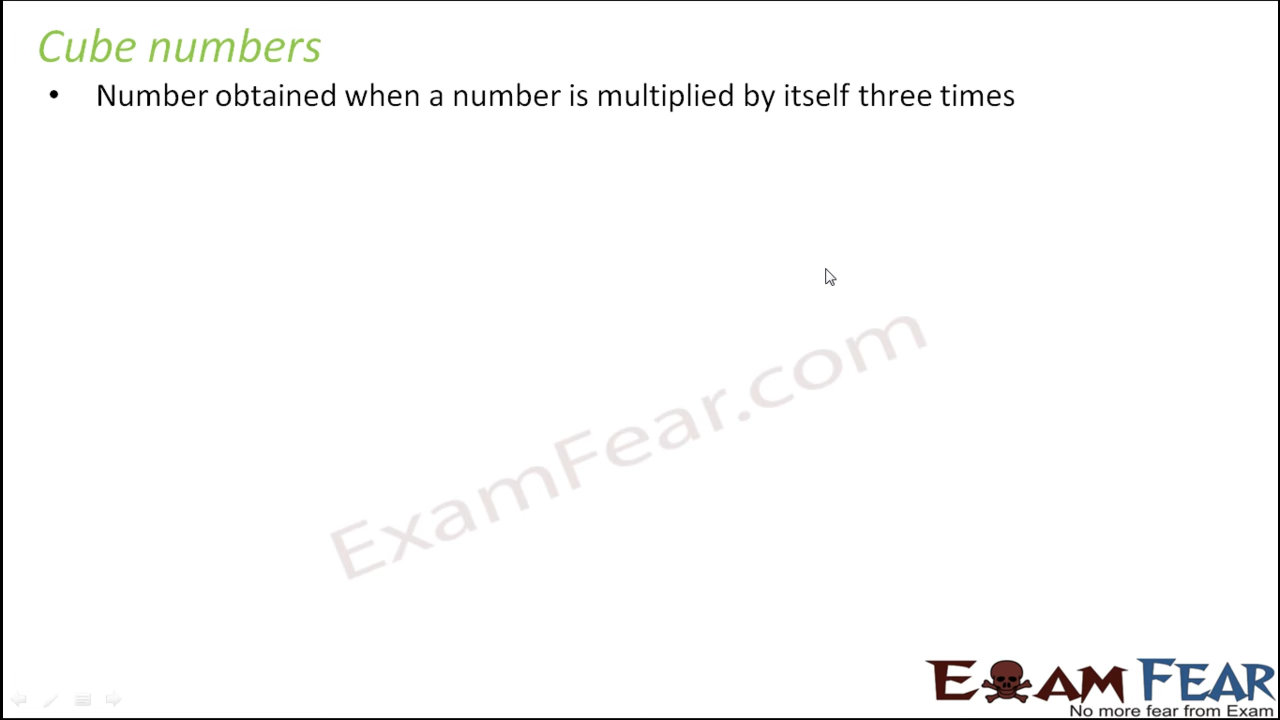 Cube numbers
• Number obtained when a number is multiplied by itself three times
ExamFear.com
EXAM FEAR
No more fear from Exam